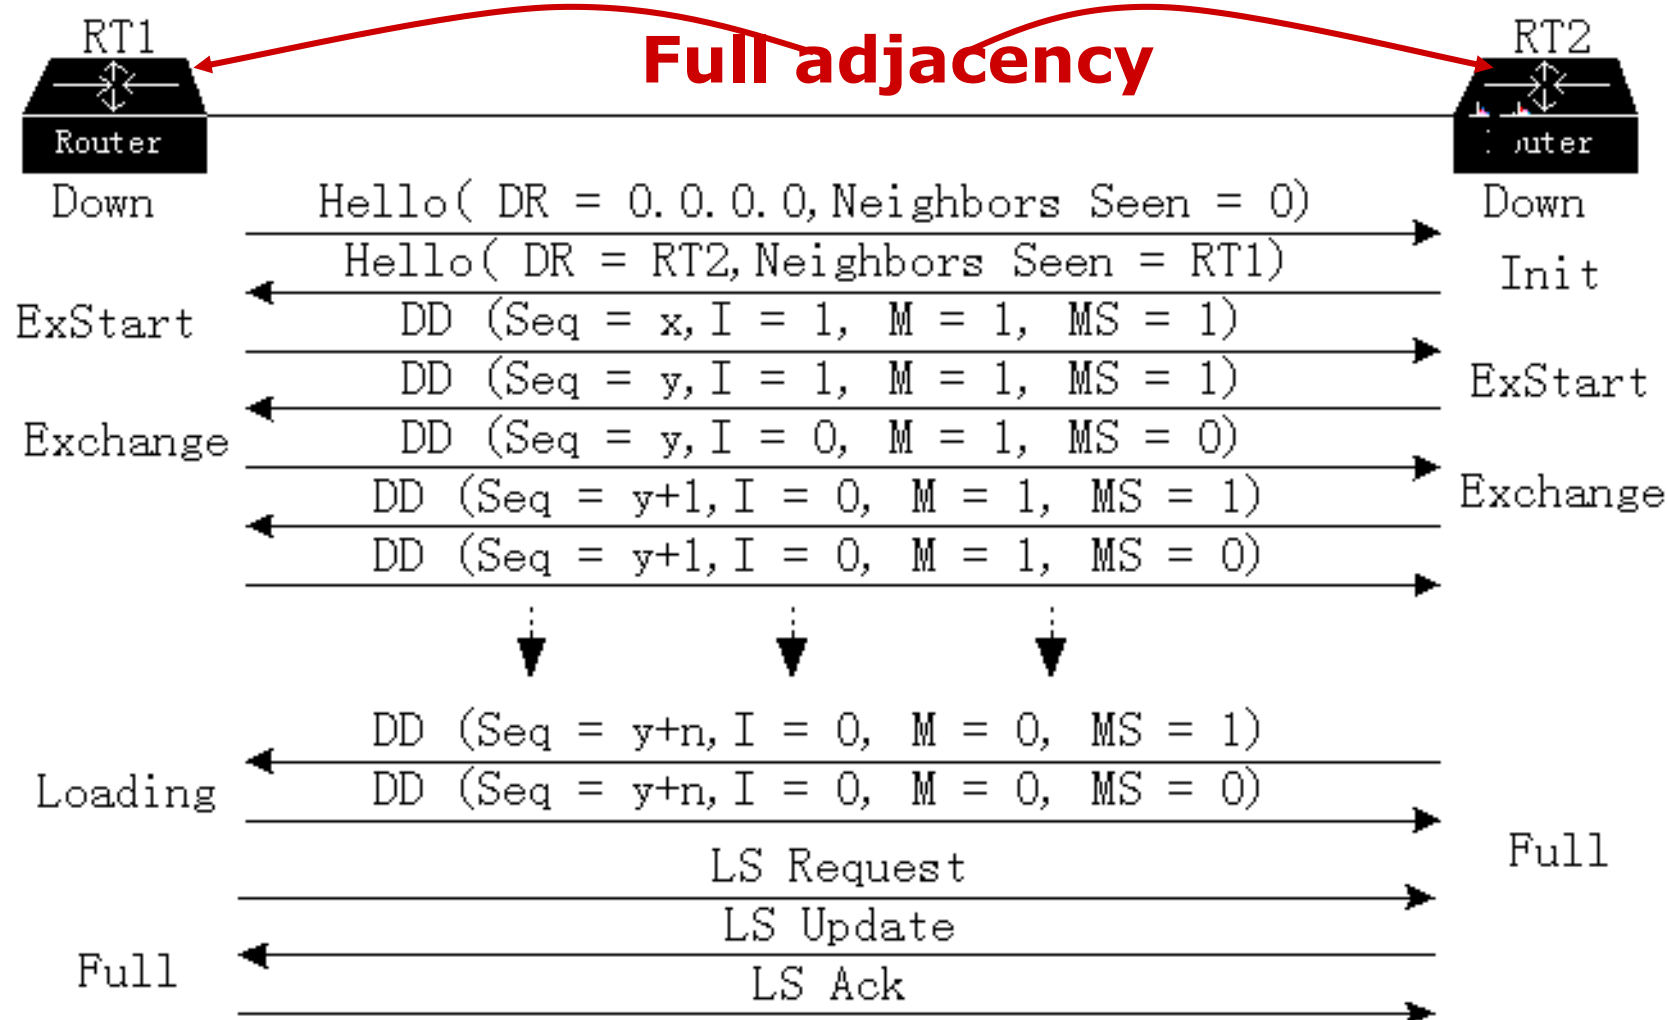 RT1
Full adjacency
RT2
Router
Down
Hello( DR = 0.0.0.0, Neighbors Seen = 0)
Down
Hello( DR = RT2, Neighbors Seen = RT1)
Init
ExStart
DD (Seq = x, I = 1, M = 1, MS = 1)
DD (Seq = y, I = 1, M = 1, MS = 1)
ExStart
Exchange
DD (Seq = y, I = 0, M = 1, MS = 0)
DD (Seq = y+1, I = 0, M = 1, MS = 1)
Exchange
DD (Seq = y+1, I = 0, M = 1, MS = 0)
DD (Seq = y+n, I = 0, M = 0, MS = 1)
Loading
DD (Seq = y+n, I = 0, M = 0, MS = 0)
Full
LS Request
LS Update
Full
LS Ack